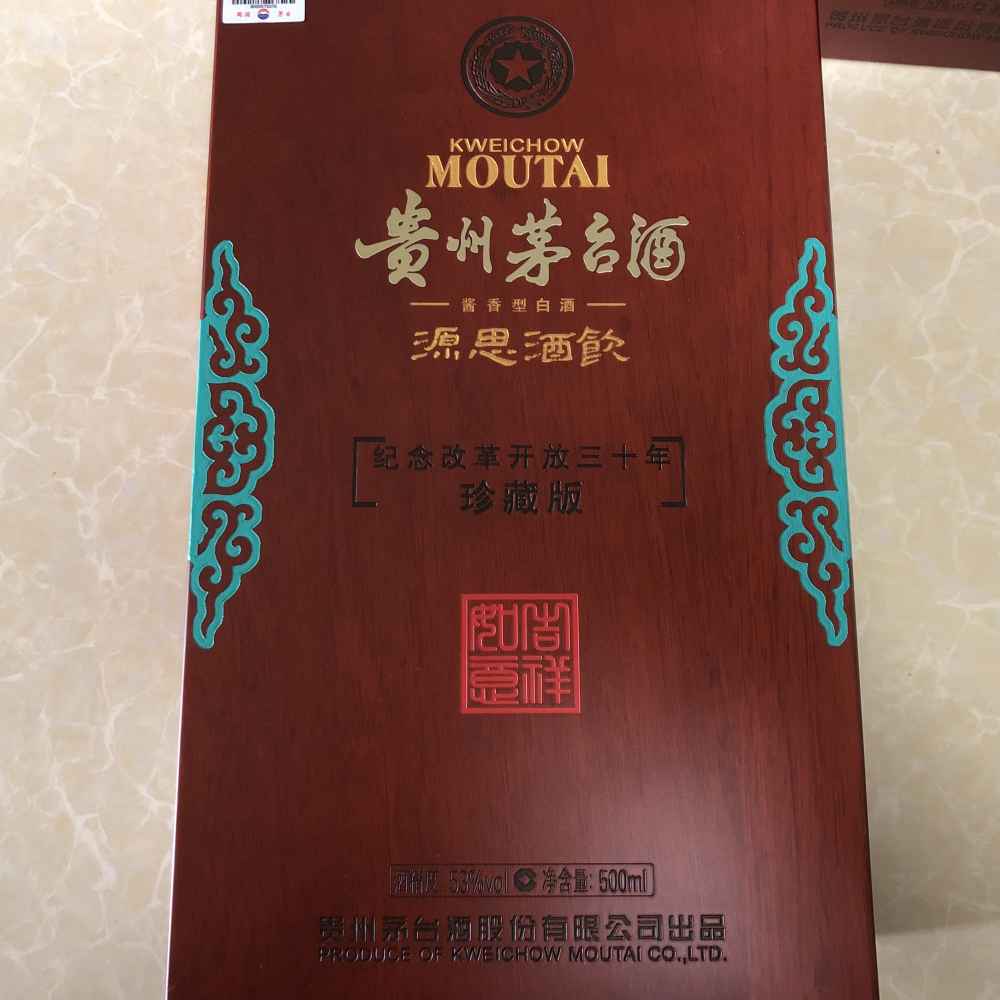 KWEICHOW
MOUTAI
贵州茅台酒
酱香型白酒
源思酒飲
纪念改革开放三十年
珍藏版
吉祥
如意
酒精度 53%vol 净含量: 500ml
贵州茅台酒股份有限公司出品
PRODUCE OF KWEICHOW MOUTAI CO.,LTD.
PRODUCE OF KWEICHOW